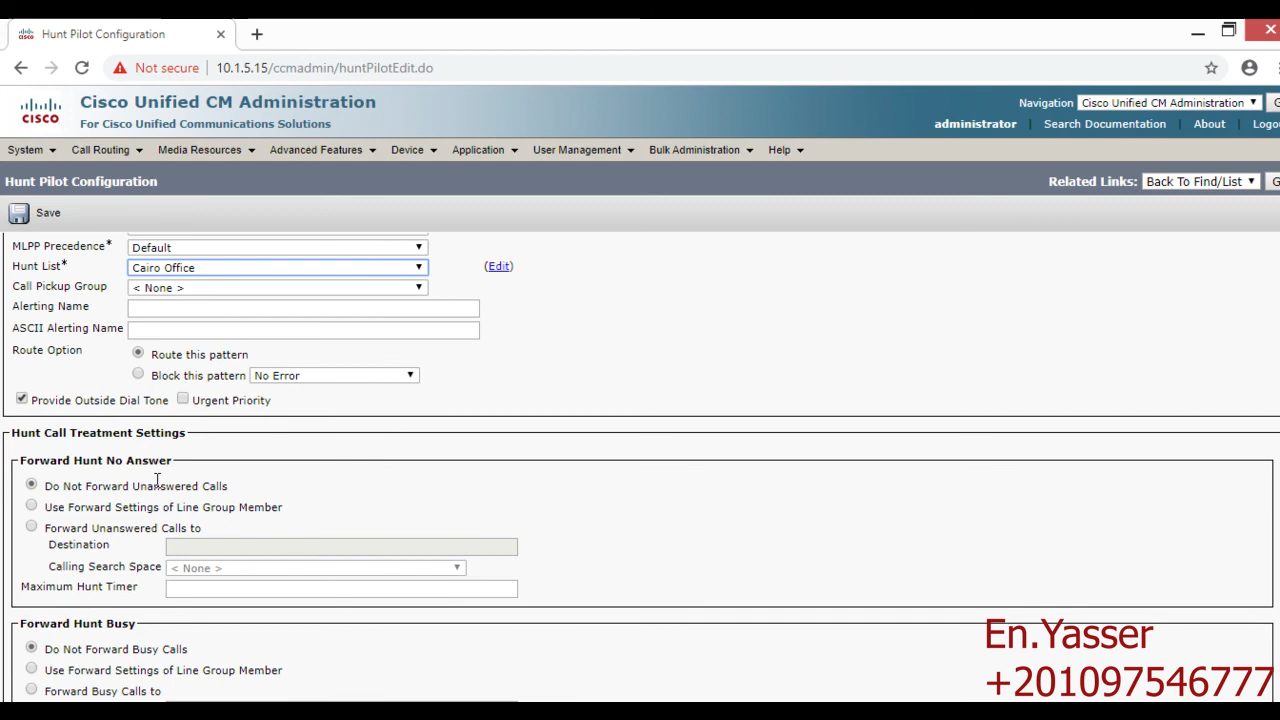 Hunt Pilot Configuration
Not secure 10.1.5.15/ccmadmin/huntPilotEdit.do
Cisco Unified CM Administration
Navigation Cisco Unified CM Administration
CISCO For Cisco Unified Communications Solutions
administrator | Search Documentation | About | Logo
System Call Routing Media Resources Advanced Features Device Application User Management Bulk Administration Help
Hunt Pilot Configuration Related Links: Back To Find/List G
Save
MLPP Precedence* Default
Hunt List* Cairo Office (Edit)
Call Pickup Group < None >
Alerting Name
ASCII Alerting Name
Route Option Route this pattern
Block this pattern No Error
Provide Outside Dial Tone Urgent Priority
Hunt Call Treatment Settings
Forward Hunt No Answer
Do Not Forward Unanswered Calls
Use Forward Settings of Line Group Member
Forward Unanswered Calls to
Destination
Calling Search Space < None >
Maximum Hunt Timer
Forward Hunt Busy
Do Not Forward Busy Calls
Use Forward Settings of Line Group Member
Forward Busy Calls to
En.Yasser
+201097546777